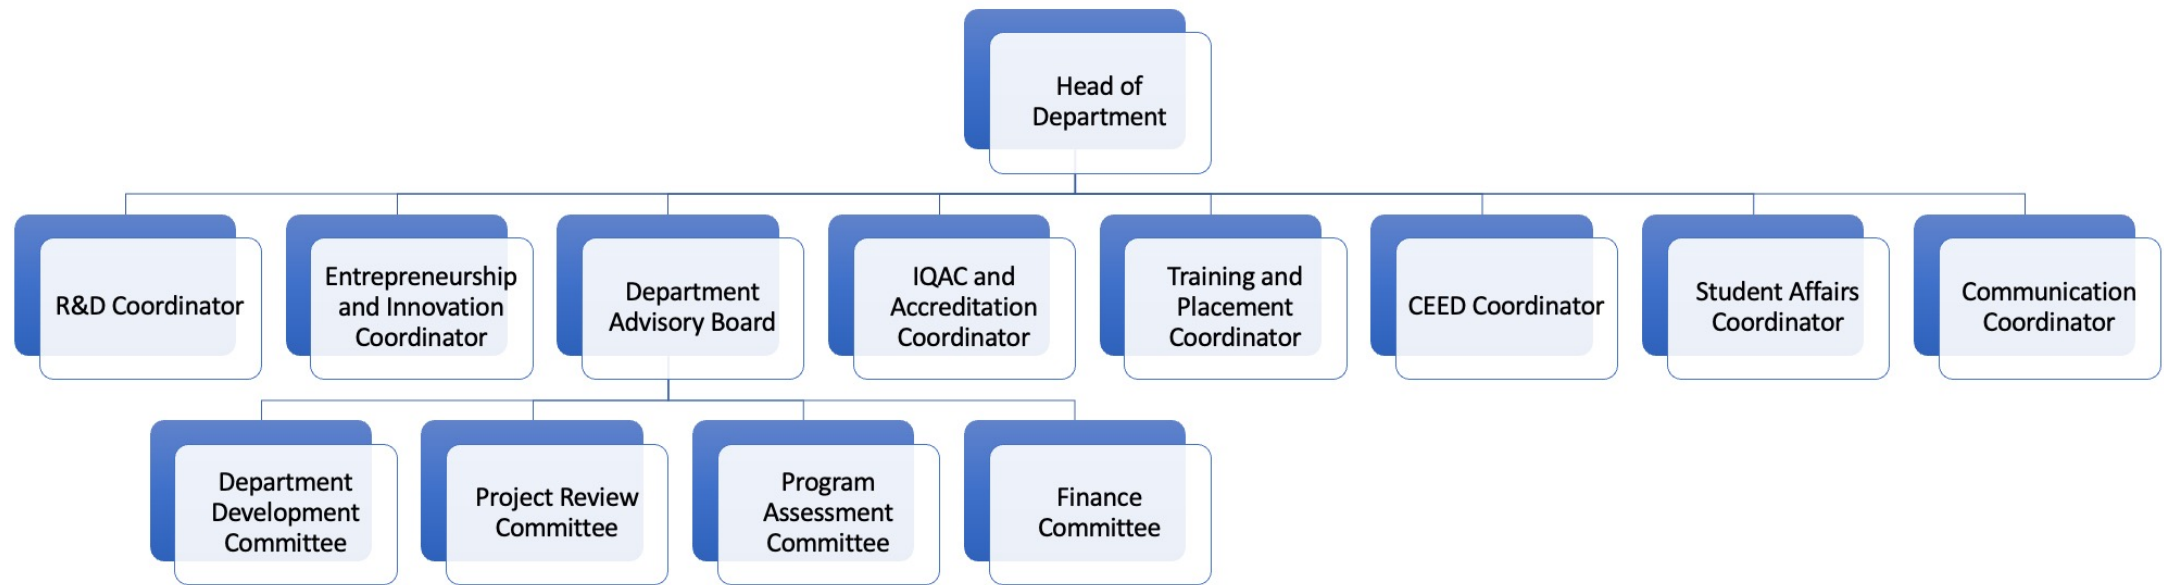 Head of
Department
R&D Coordinator
Entrepreneurship
and Innovation
Coordinator
Department
Advisory Board
IQAC and
Accreditation
Coordinator
Training and
Placement
Coordinator
CEED Coordinator
Student Affairs
Coordinator
Communication
Coordinator
Department
Development
Committee
Project Review
Committee
Program
Assessment
Committee
Finance
Committee